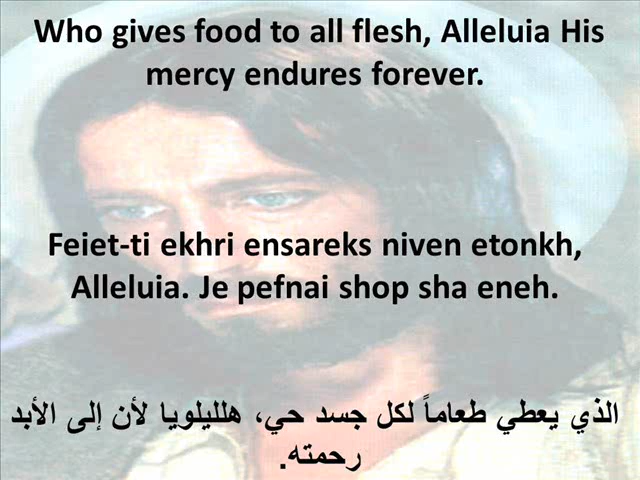 Who gives food to all flesh, Alleluia His
mercy endures forever.
Feiet-ti ekhri ensareks niven etonkh,
Alleluia. Je pefnai shop sha eneh.
الذي يعطي طعاماً لكل جسد حي، هلليلويا لأن إلى الأبد
رحمته.